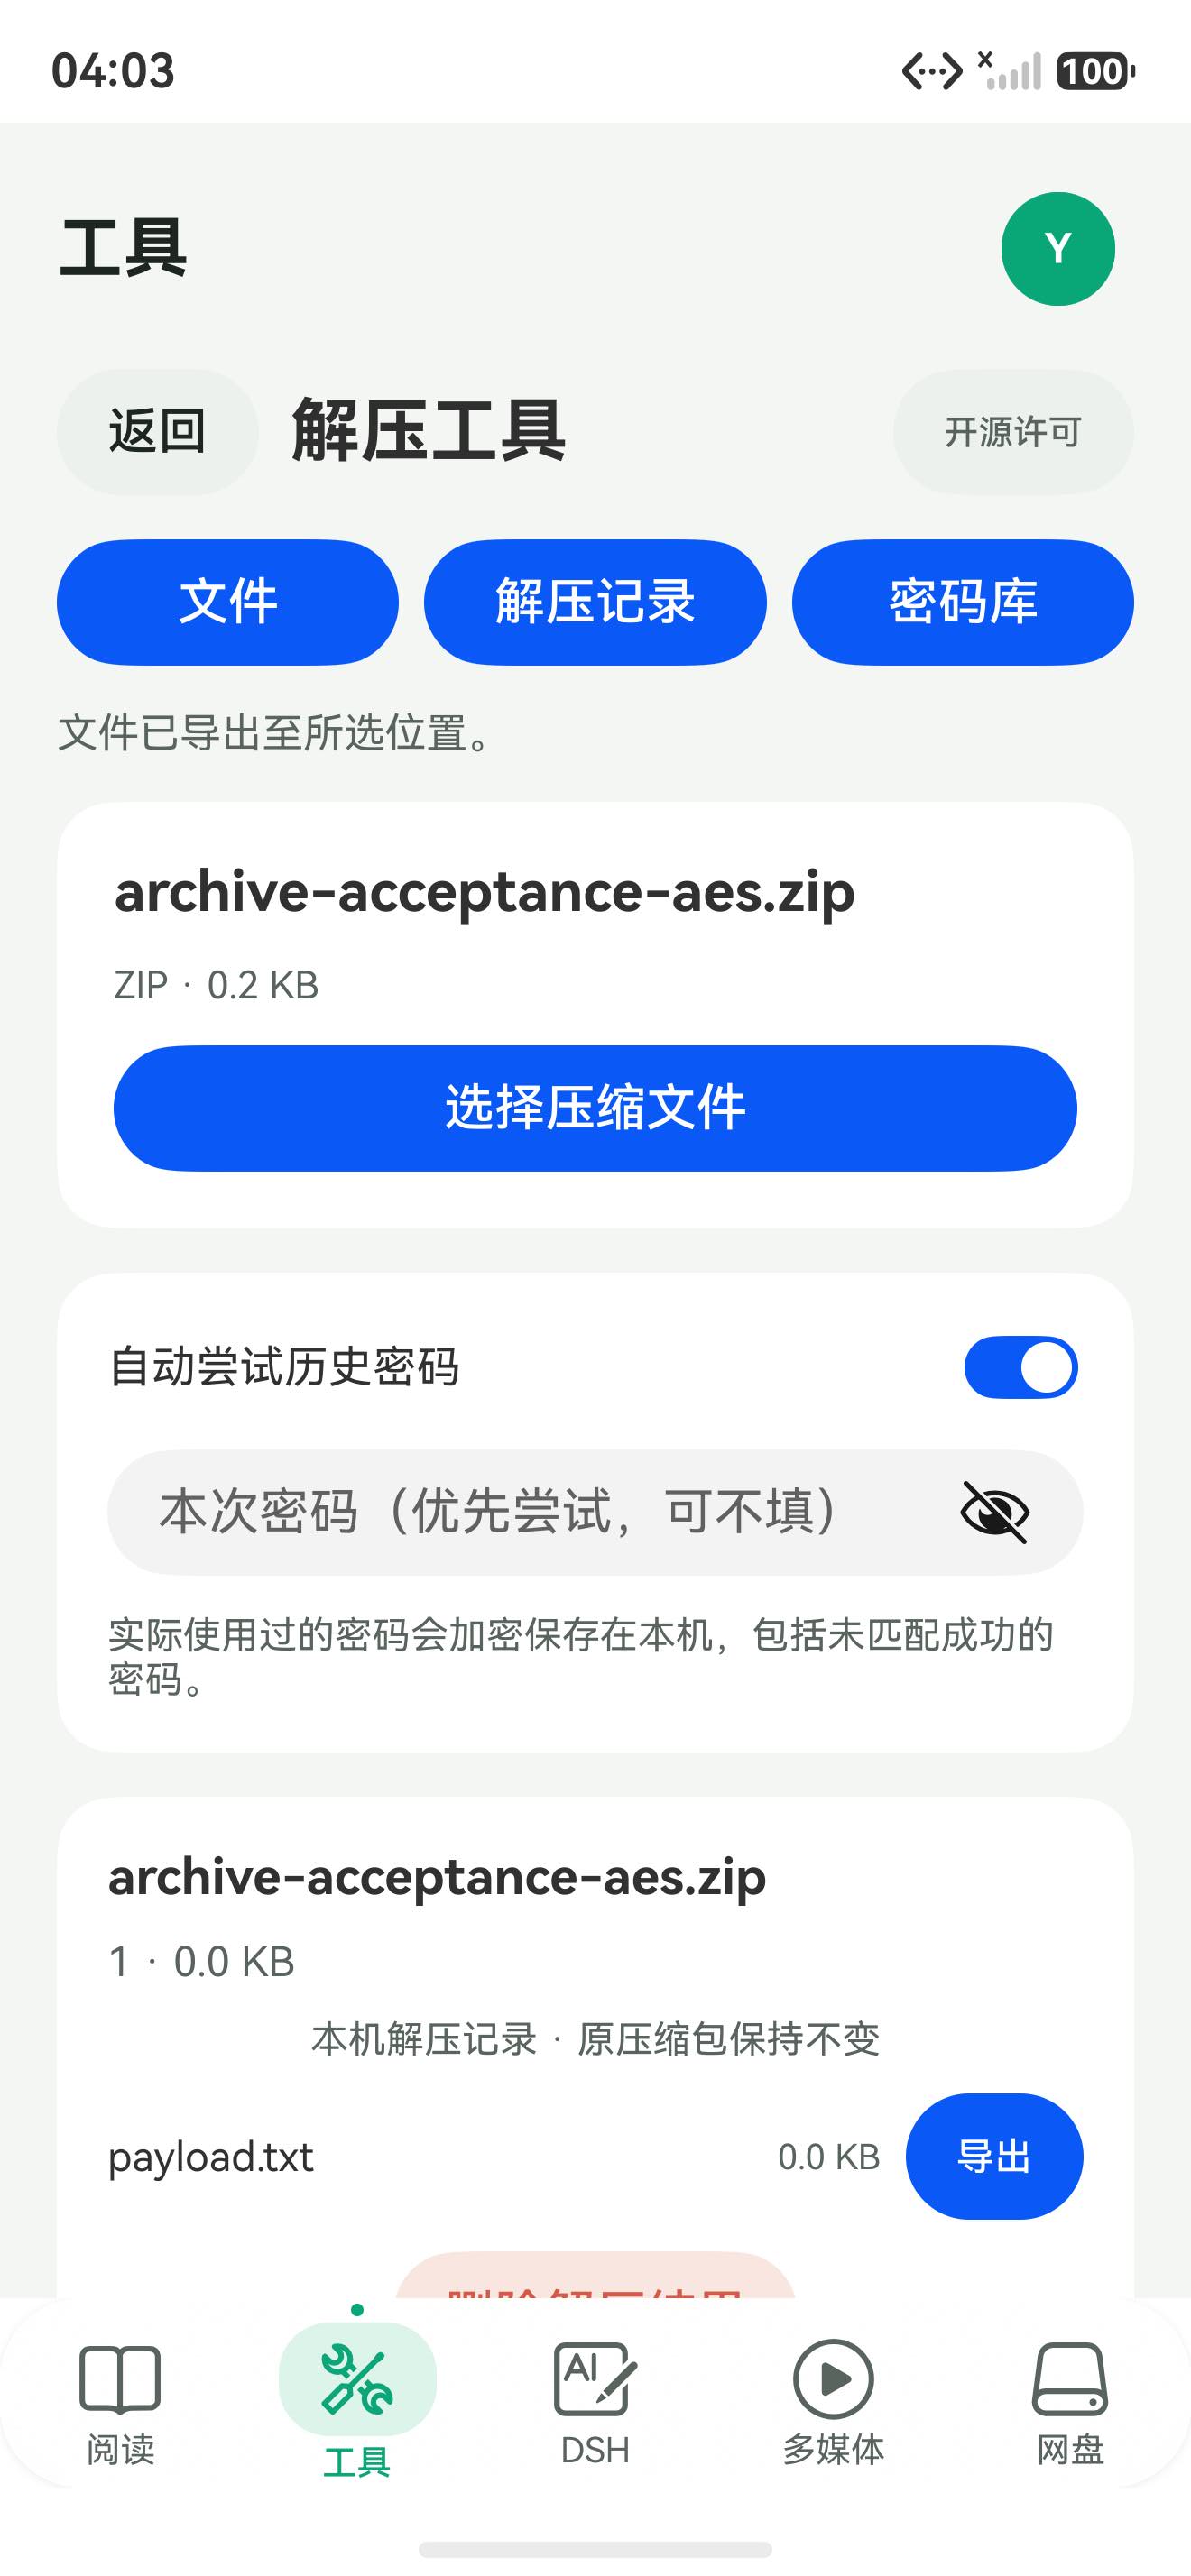 04:03
100
工具
Y
返回
解压工具
开源许可
文件
解压记录
密码库
文件已导出至所选位置。
archive-acceptance-aes.zip
ZIP · 0.2 KB
选择压缩文件
自动尝试历史密码
本次密码（优先尝试，可不填）
实际使用过的密码会加密保存在本机，包括未匹配成功的
密码。
archive-acceptance-aes.zip
1 · 0.0 KB
本机解压记录 · 原压缩包保持不变
payload.txt
0.0 KB
导出
阅读
工具
AI
DSH
多媒体
网盘